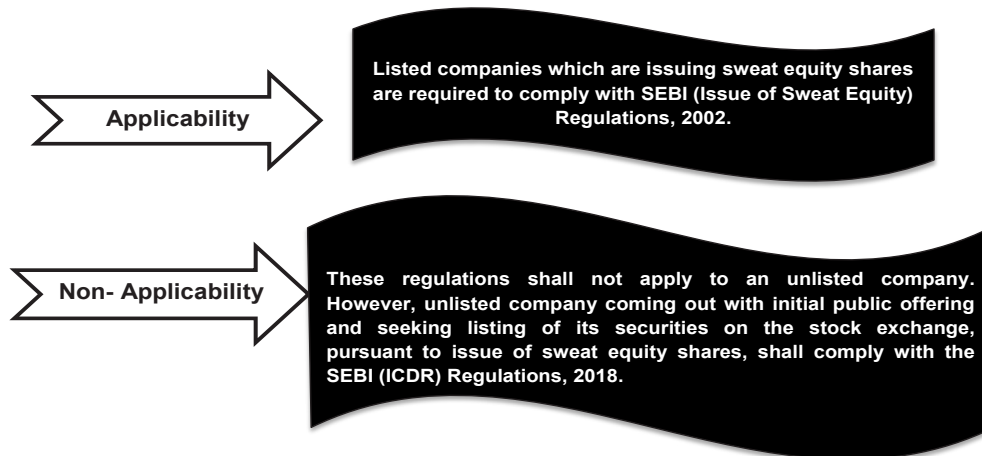 Listed companies which are issuing sweat equity shares
are required to comply with SEBI (Issue of Sweat Equity)
Regulations, 2002.
Applicability
These regulations shall not apply to an unlisted company.
However, unlisted company coming out with initial public offering
and seeking listing of its securities on the stock exchange,
pursuant to issue of sweat equity shares, shall comply with the
SEBI (ICDR) Regulations, 2018.
Non- Applicability